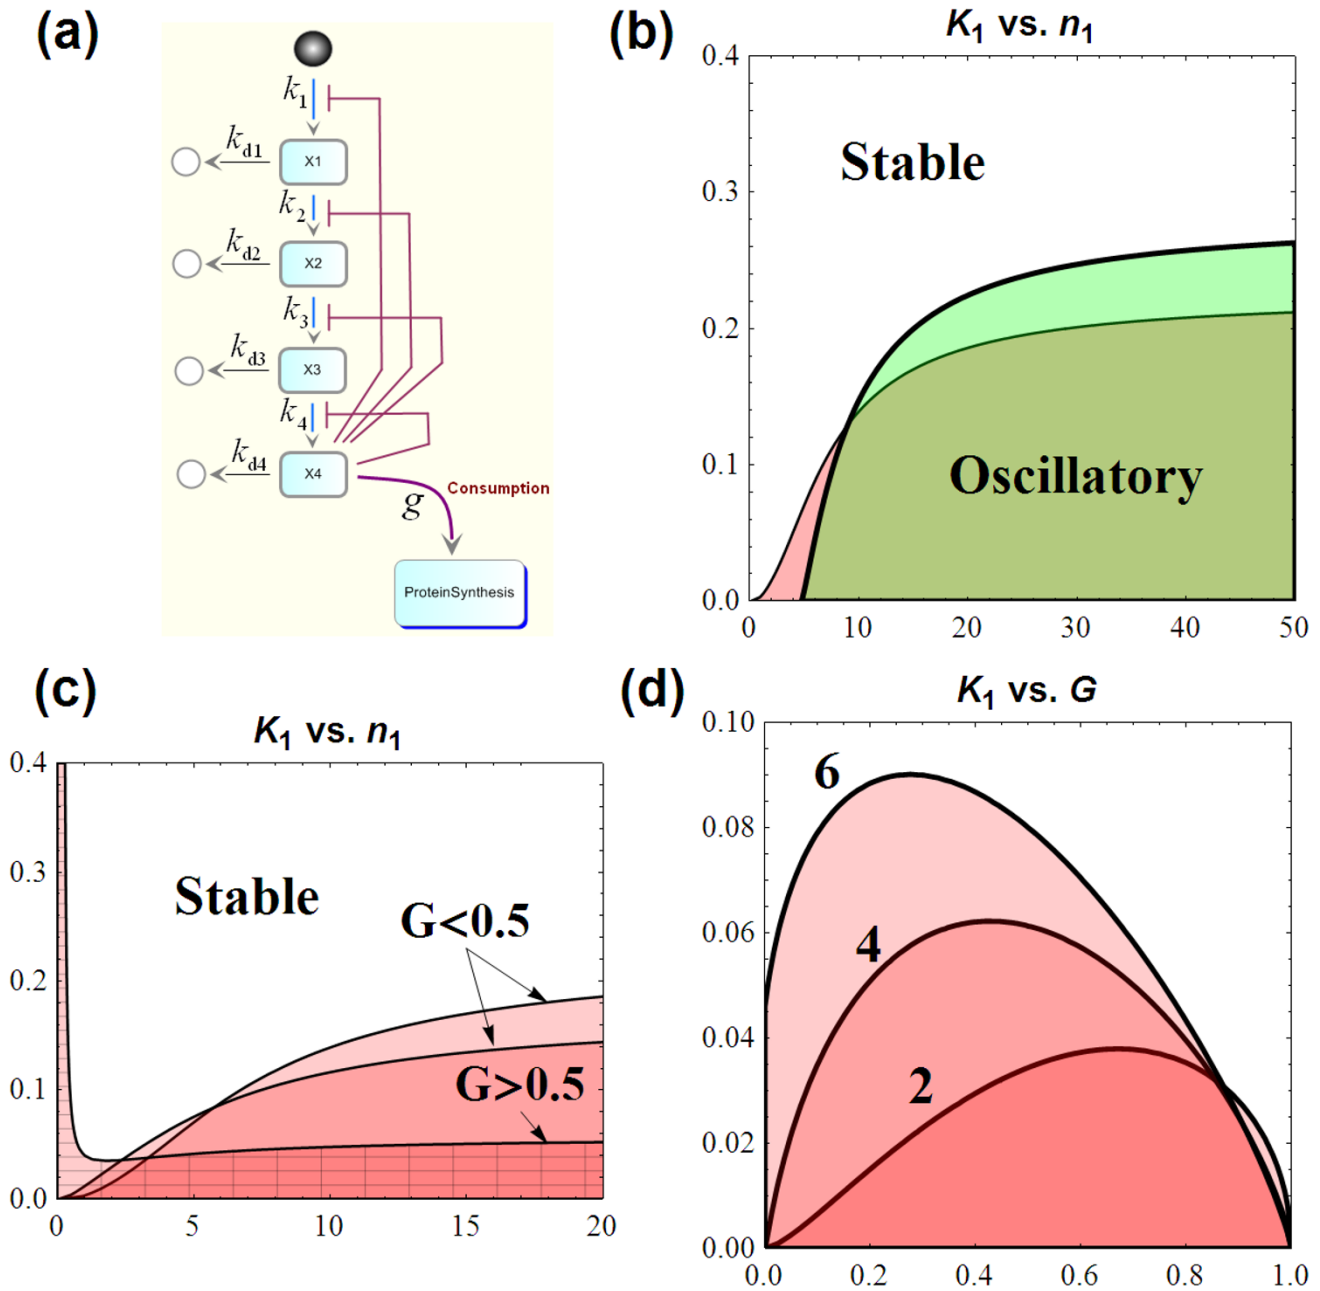 (a)
k1
kd1
X1
k2
kd2
X2
k3
kd3
X3
k4
kd4
X4
g
Consumption
ProteinSynthesis
(b)
K1 vs. n1
0.4
0.3
0.2
0.1
0.0
Stable
Oscillatory
0 10 20 30 40 50
(c)
K1 vs. n1
0.4
0.3
0.2
0.1
0.0
Stable
G<0.5
G>0.5
0 5 10 15 20
(d)
K1 vs. G
0.10
0.08
0.06
0.04
0.02
0.00
6
4
2
0.0 0.2 0.4 0.6 0.8 1.0